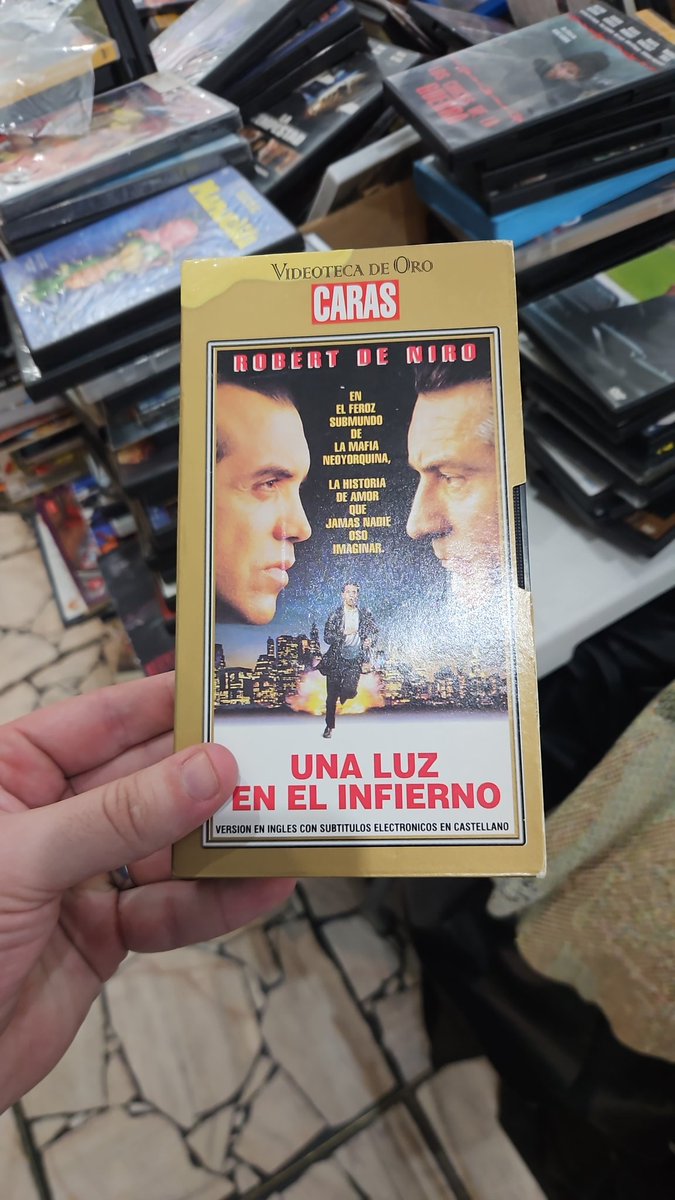 VIDEOTECA DE ORO
CARAS
ROBERT DE NIRO
EN
EL FEROZ
SUBMUNDO
DE
LA MAFIA
NEOYORQUINA,
LA HISTORIA
DE AMOR
QUE
JAMAS NADIE
OSO
IMAGINAR.
UNA LUZ
EN EL INFIERNO
VERSION EN INGLES CON SUBTITULOS ELECTRONICOS EN CASTELLANO